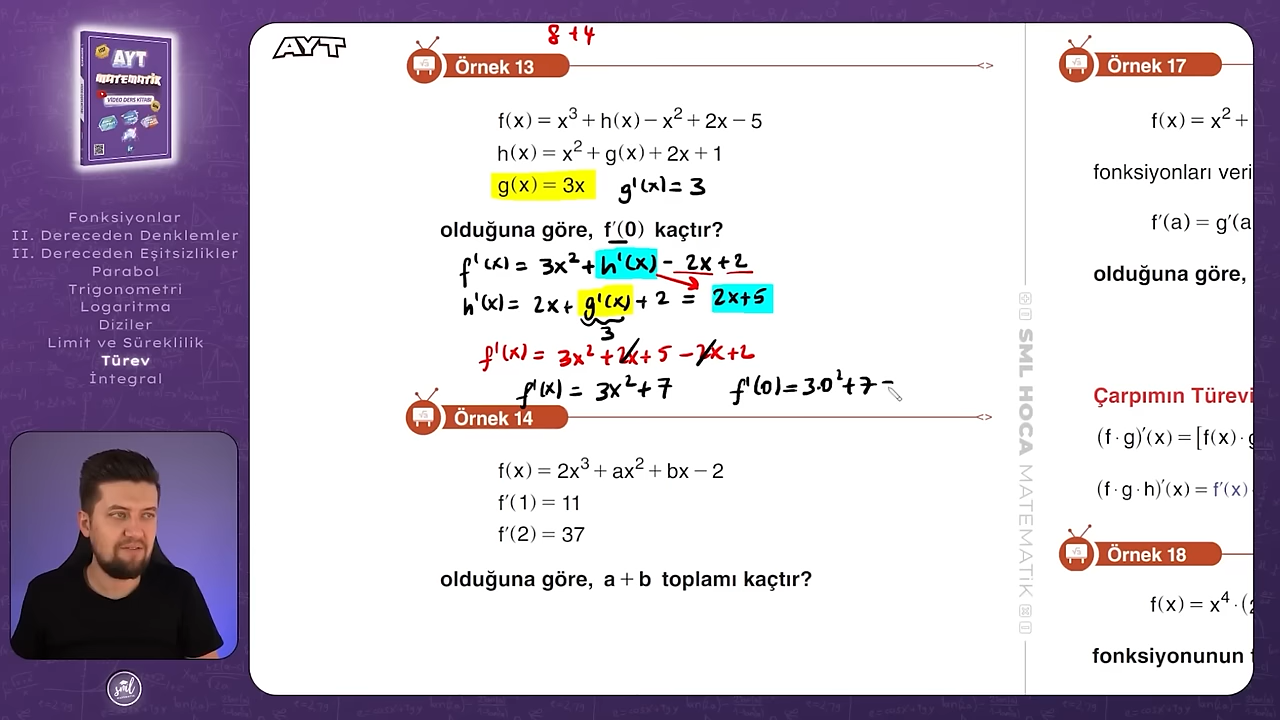 AYT
MATEMATİK
VİDEO DERS KİTABI
Fonksiyonlar
II. Dereceden Denklemler
II. Dereceden Eşitsizlikler
Parabol
Trigonometri
Logaritma
Diziler
Limit ve Süreklilik
Türev
İntegral
sml
AYT
8 + 4
Örnek 13
f(x) = x³ + h(x) − x² + 2x − 5
h(x) = x² + g(x) + 2x + 1
g(x) = 3x g'(x) = 3
olduğuna göre, f'(0) kaçtır?
f'(x) = 3x² + h'(x) − 2x + 2
h'(x) = 2x + g'(x) + 2 = 2x+5
3
f'(x) = 3x² + 2x + 5 − 2x + 2
f'(x) = 3x² + 7 f'(0) = 3.0² + 7 =
Örnek 14
f(x) = 2x³ + ax² + bx − 2
f'(1) = 11
f'(2) = 37
olduğuna göre, a + b toplamı kaçtır?
SML HOCA MATEMATİK
Örnek 17
f(x) = x² +
fonksiyonları veri
f'(a) = g'(a
olduğuna göre,
Çarpımın Türevi
(f · g)'(x) = [f(x) · g
(f · g · h)'(x) = f'(x) ·
Örnek 18
f(x) = x⁴ · (2
fonksiyonunun t